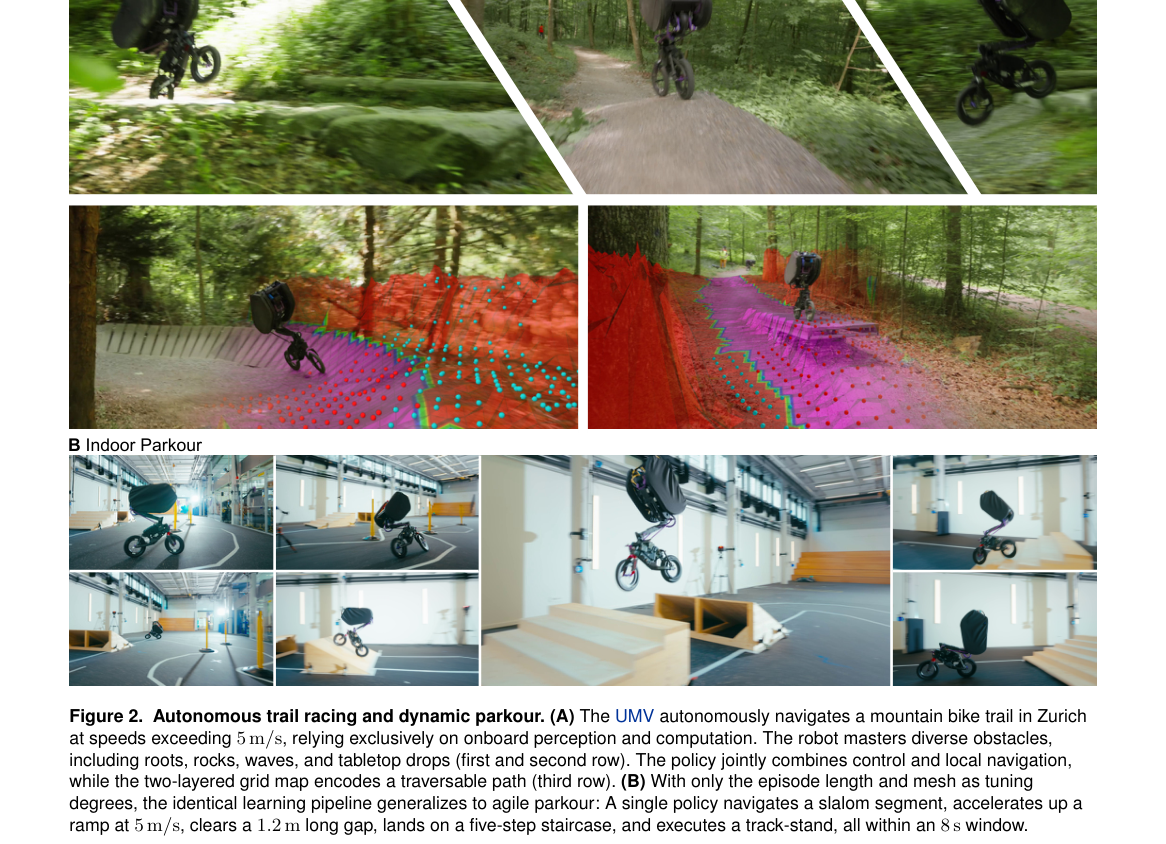 B Indoor Parkour
Figure 2. Autonomous trail racing and dynamic parkour. (A) The UMV autonomously navigates a mountain bike trail in Zurich
at speeds exceeding 5 m/s, relying exclusively on onboard perception and computation. The robot masters diverse obstacles,
including roots, rocks, waves, and tabletop drops (first and second row). The policy jointly combines control and local navigation,
while the two-layered grid map encodes a traversable path (third row). (B) With only the episode length and mesh as tuning
degrees, the identical learning pipeline generalizes to agile parkour: A single policy navigates a slalom segment, accelerates up a
ramp at 5 m/s, clears a 1.2 m long gap, lands on a five-step staircase, and executes a track-stand, all within an 8 s window.